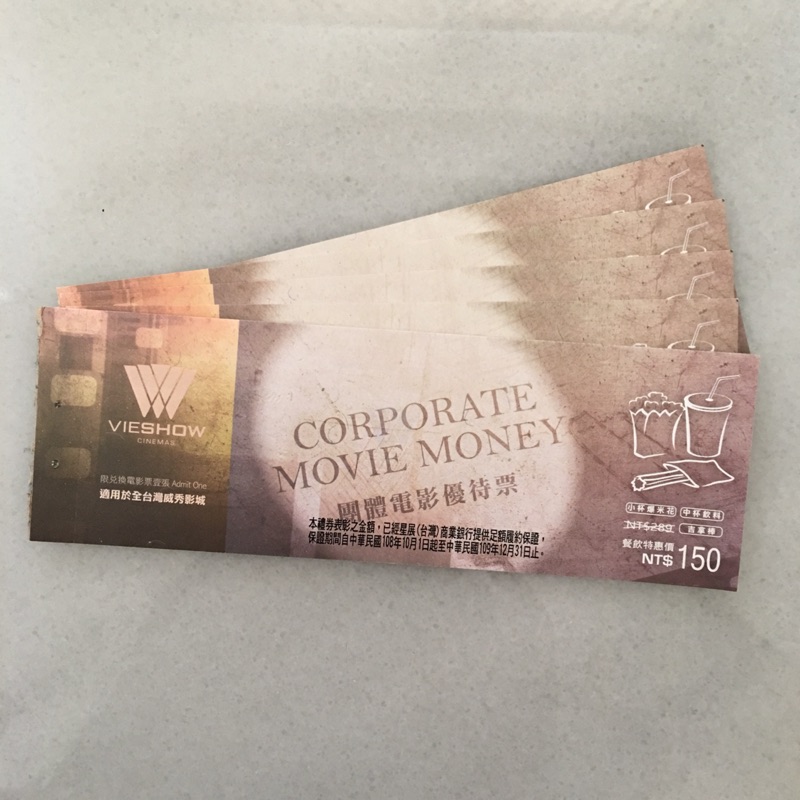 VIESHOW
CINEMAS
限兌換電影票壹張 Admit One
適用於全台灣威秀影城
CORPORATE
MOVIE MONEY
團體電影優待票
本禮券表彰之金額，已經星展（台灣）商業銀行提供足額履約保證，
保證期間自中華民國108年10月1日起至中華民國109年12月31日止。
小杯爆米花 中杯飲料
NT$289 吉拿棒
餐飲特惠價
NT$150